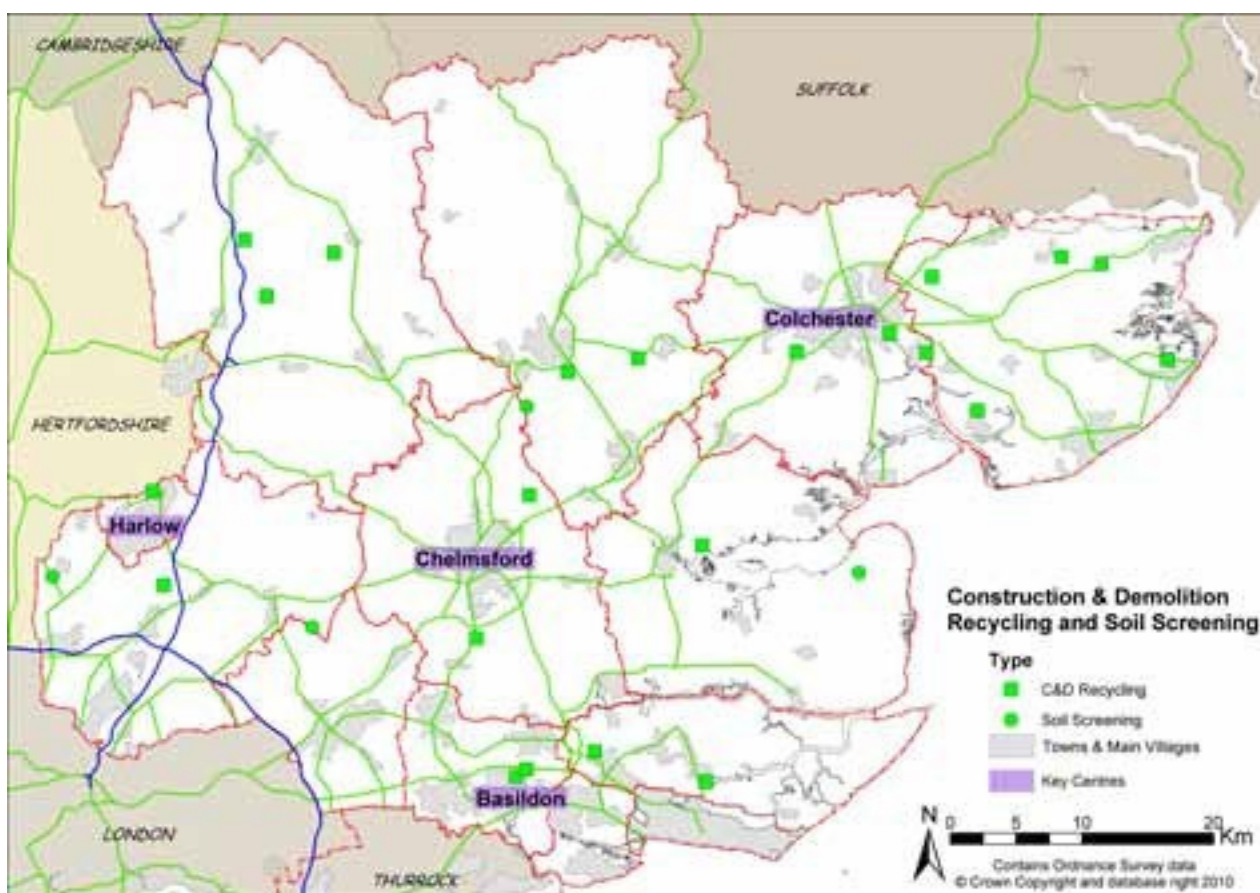 CAMBRIDGESHIRE
SUFFOLK
Colchester
HERTFORDSHIRE
Harlow
Chelmsford
Construction & Demolition
Recycling and Soil Screening
Type
C&D Recycling
Soil Screening
Towns & Main Villages
Key Centres
Basildon
LONDON
THURROCK
N
0 5 10 20 Km
Contains Ordnance Survey data
© Crown Copyright and database right 2010